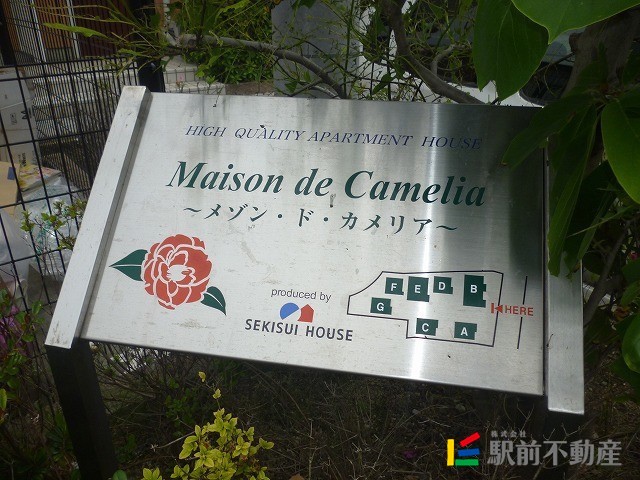 HIGH QUALITY APARTMENT HOUSE
Maison de Camelia
～メゾン・ド・カメリア～
produced by
SEKISUI HOUSE
F E D B
HERE
G C A
株式会社
駅前不動産